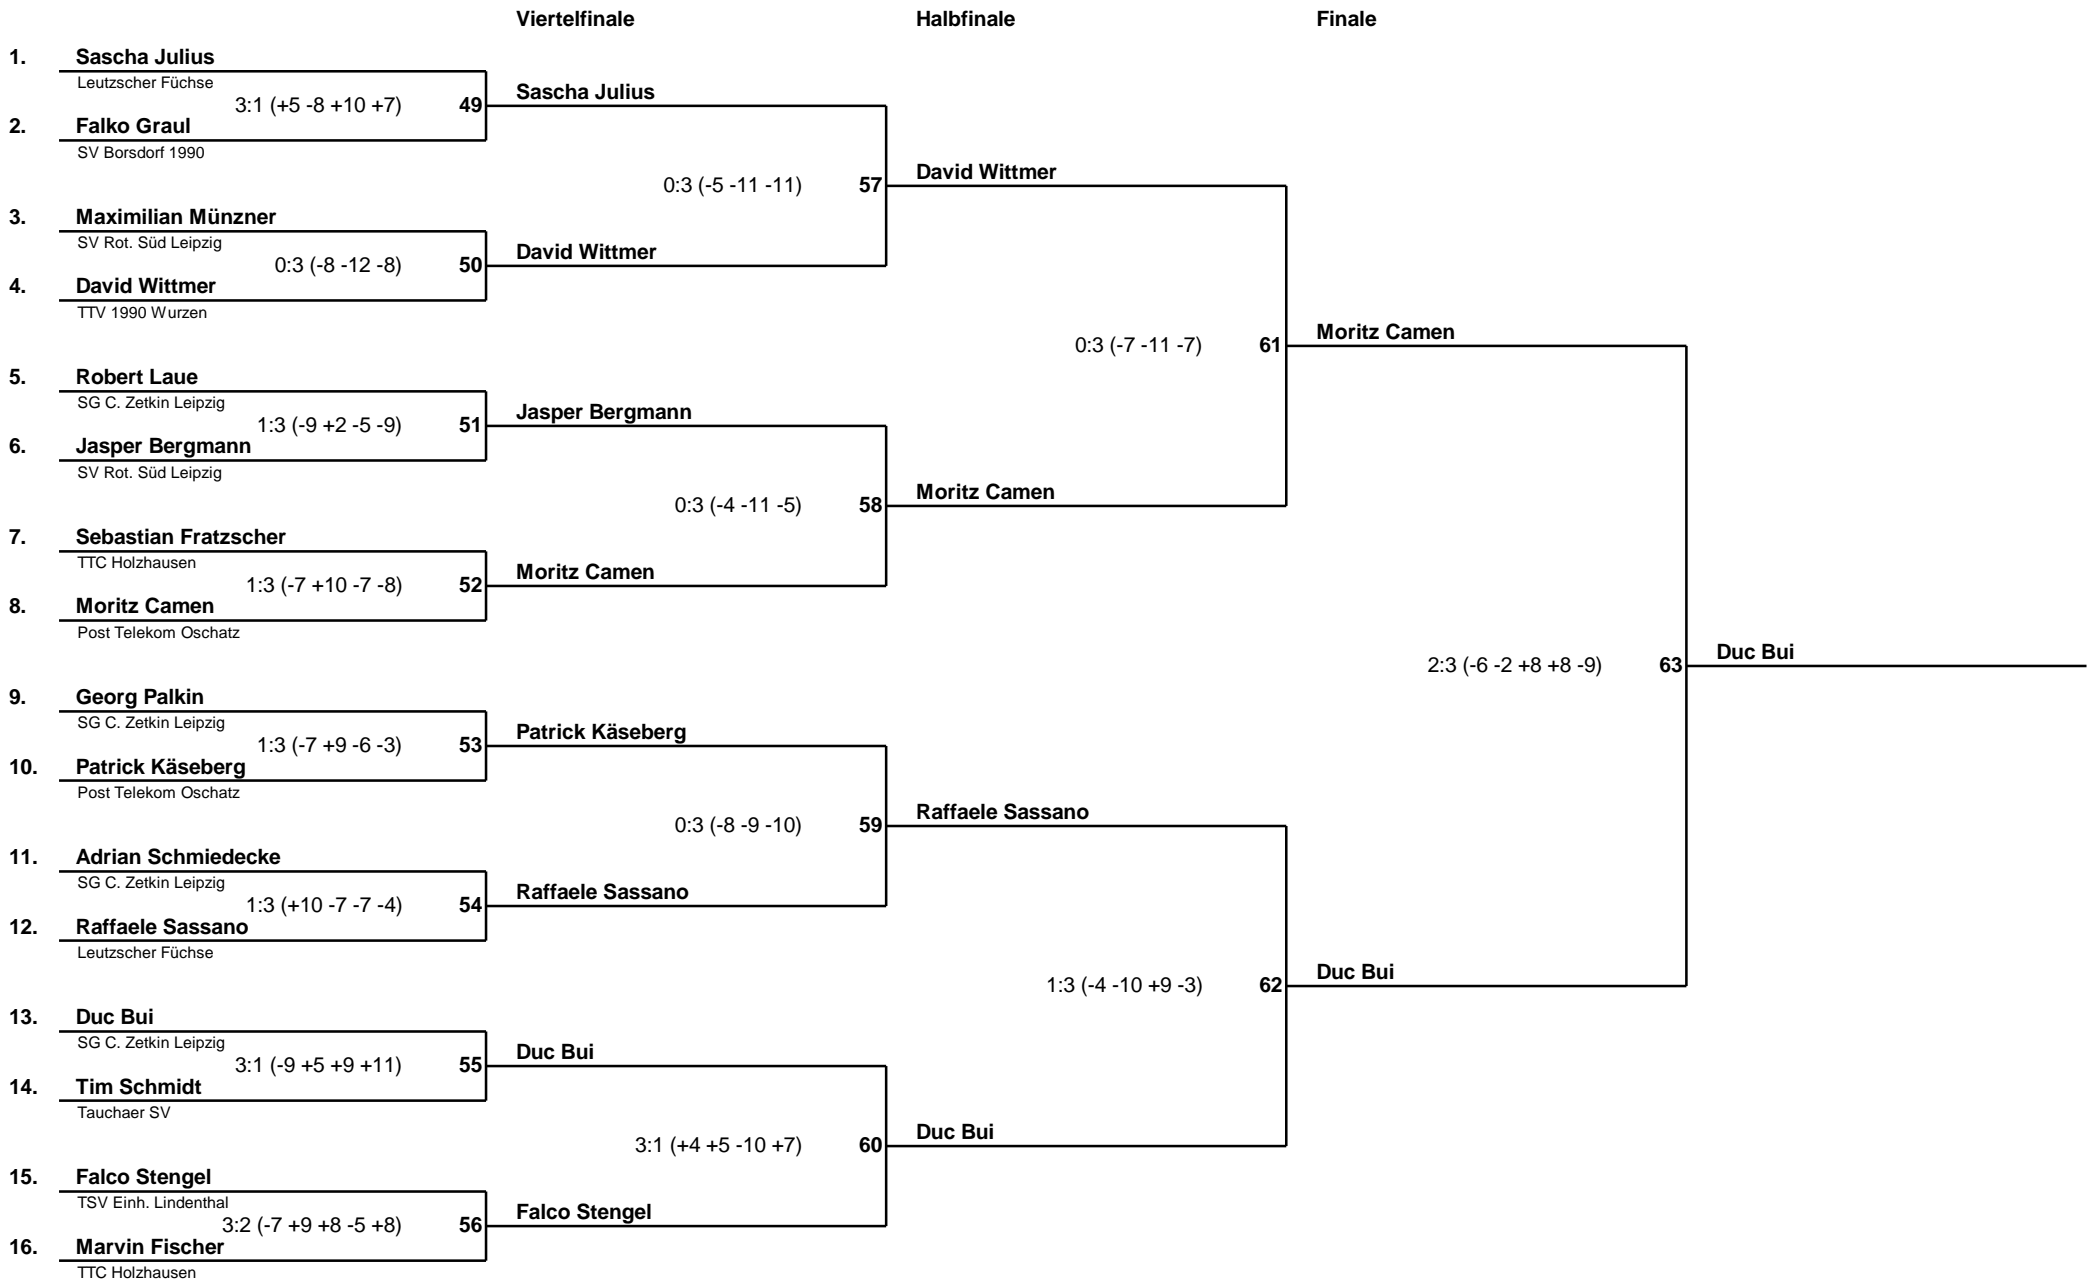 Viertelfinale Halbfinale Finale
1. Sascha Julius
Leutzscher Füchse
3:1 (+5 -8 +10 +7) 49 Sascha Julius
2. Falko Graul
SV Borsdorf 1990
0:3 (-5 -11 -11) 57 David Wittmer
3. Maximilian Münzner
SV Rot. Süd Leipzig
0:3 (-8 -12 -8) 50 David Wittmer
4. David Wittmer
TTV 1990 Wurzen
0:3 (-7 -11 -7) 61 Moritz Camen
5. Robert Laue
SG C. Zetkin Leipzig
1:3 (-9 +2 -5 -9) 51 Jasper Bergmann
6. Jasper Bergmann
SV Rot. Süd Leipzig
0:3 (-4 -11 -5) 58 Moritz Camen
7. Sebastian Fratzscher
TTC Holzhausen
1:3 (-7 +10 -7 -8) 52 Moritz Camen
8. Moritz Camen
Post Telekom Oschatz
2:3 (-6 -2 +8 +8 -9) 63 Duc Bui
9. Georg Palkin
SG C. Zetkin Leipzig
1:3 (-7 +9 -6 -3) 53 Patrick Käseberg
10. Patrick Käseberg
Post Telekom Oschatz
0:3 (-8 -9 -10) 59 Raffaele Sassano
11. Adrian Schmiedecke
SG C. Zetkin Leipzig
1:3 (+10 -7 -7 -4) 54 Raffaele Sassano
12. Raffaele Sassano
Leutzscher Füchse
1:3 (-4 -10 +9 -3) 62 Duc Bui
13. Duc Bui
SG C. Zetkin Leipzig
3:1 (-9 +5 +9 +11) 55 Duc Bui
14. Tim Schmidt
Tauchaer SV
3:1 (+4 +5 -10 +7) 60 Duc Bui
15. Falco Stengel
TSV Einh. Lindenthal
3:2 (-7 +9 +8 -5 +8) 56 Falco Stengel
16. Marvin Fischer
TTC Holzhausen